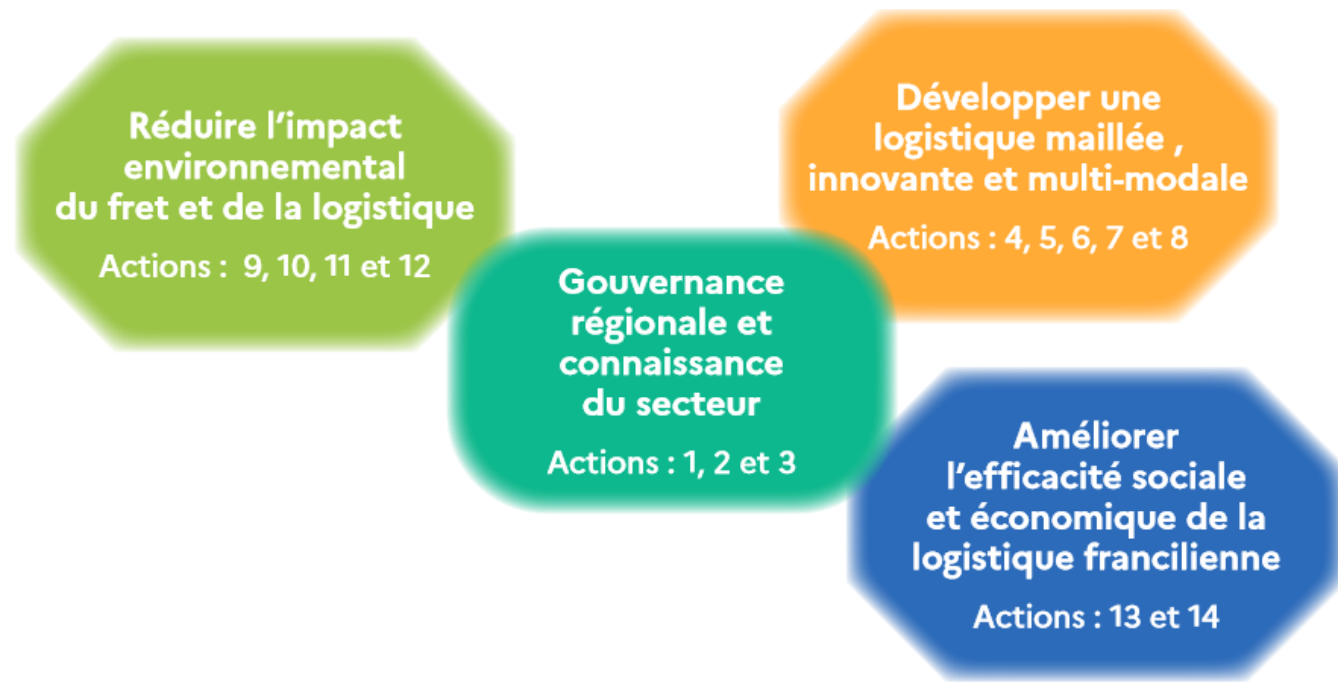 Réduire l’impact
environnemental
du fret et de la logistique
Actions : 9, 10, 11 et 12
Développer une
logistique maillée ,
innovante et multi-modale
Actions : 4, 5, 6, 7 et 8
Gouvernance
régionale et
connaissance
du secteur
Actions : 1, 2 et 3
Améliorer
l’efficacité sociale
et économique de la
logistique francilienne
Actions : 13 et 14